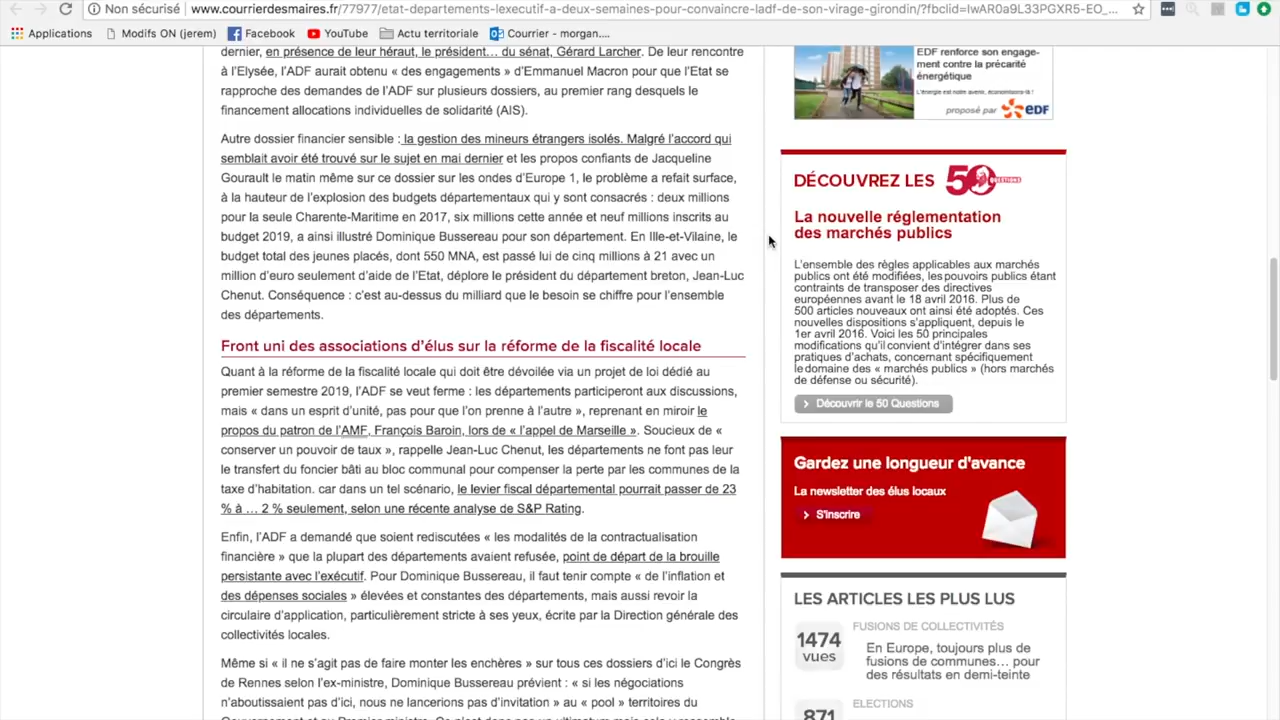 Non sécurisé
www.courrierdesmaires.fr/77977/etat-departements-lexecutif-a-deux-semaines-pour-convaincre-ladf-de-son-virage-girondin/?fbclid=IwAR0a9L33PGXR5-EO_...
Applications
Modifs ON (jerem)
Facebook
YouTube
Actu territoriale
Courrier - morgan....
dernier, en présence de leur héraut, le président… du sénat, Gérard Larcher. De leur rencontre
à l'Elysée, l'ADF aurait obtenu « des engagements » d'Emmanuel Macron pour que l'Etat se
rapproche des demandes de l'ADF sur plusieurs dossiers, au premier rang desquels le
financement allocations individuelles de solidarité (AIS).
Autre dossier financier sensible : la gestion des mineurs étrangers isolés. Malgré l'accord qui
semblait avoir été trouvé sur le sujet en mai dernier et les propos confiants de Jacqueline
Gourault le matin même sur ce dossier sur les ondes d'Europe 1, le problème a refait surface,
à la hauteur de l'explosion des budgets départementaux qui y sont consacrés : deux millions
pour la seule Charente-Maritime en 2017, six millions cette année et neuf millions inscrits au
budget 2019, a ainsi illustré Dominique Bussereau pour son département. En Ille-et-Vilaine, le
budget total des jeunes placés, dont 550 MNA, est passé lui de cinq millions à 21 avec un
million d'euro seulement d'aide de l'Etat, déplore le président du département breton, Jean-Luc
Chenut. Conséquence : c'est au-dessus du milliard que le besoin se chiffre pour l'ensemble
des départements.
Front uni des associations d'élus sur la réforme de la fiscalité locale
Quant à la réforme de la fiscalité locale qui doit être dévoilée via un projet de loi dédié au
premier semestre 2019, l'ADF se veut ferme : les départements participeront aux discussions,
mais « dans un esprit d'unité, pas pour que l'on prenne à l'autre », reprenant en miroir le
propos du patron de l'AMF, François Baroin, lors de « l'appel de Marseille ». Soucieux de «
conserver un pouvoir de taux », rappelle Jean-Luc Chenut, les départements ne font pas leur
le transfert du foncier bâti au bloc communal pour compenser la perte par les communes de la
taxe d'habitation. car dans un tel scénario, le levier fiscal départemental pourrait passer de 23
% à … 2 % seulement, selon une récente analyse de S&P Rating.
Enfin, l'ADF a demandé que soient rediscutées « les modalités de la contractualisation
financière » que la plupart des départements avaient refusée, point de départ de la brouille
persistante avec l'exécutif. Pour Dominique Bussereau, il faut tenir compte « de l'inflation et
des dépenses sociales » élevées et constantes des départements, mais aussi revoir la
circulaire d'application, particulièrement stricte à ses yeux, écrite par la Direction générale des
collectivités locales.
Même si « il ne s'agit pas de faire monter les enchères » sur tous ces dossiers d'ici le Congrès
de Rennes selon l'ex-ministre, Dominique Bussereau prévient : « si les négociations
n'aboutissaient pas d'ici, nous ne lancerions pas d'invitation » au « pool » territoires du
EDF renforce son engage-
ment contre la précarité
énergétique
L'énergie est notre avenir, économisons-la !
proposé par edf
DÉCOUVREZ LES 50 QUESTIONS
La nouvelle réglementation
des marchés publics
L'ensemble des règles applicables aux marchés
publics ont été modifiées, les pouvoirs publics étant
contraints de transposer des directives
européennes avant le 18 avril 2016. Plus de
500 articles nouveaux ont ainsi été adoptés. Ces
nouvelles dispositions s'appliquent, depuis le
1er avril 2016. Voici les 50 principales
modifications qu'il convient d'intégrer dans ses
pratiques d'achats, concernant spécifiquement
le domaine des « marchés publics » (hors marchés
de défense ou sécurité).
Découvrir le 50 Questions
Gardez une longueur d'avance
La newsletter des élus locaux
S'inscrire
LES ARTICLES LES PLUS LUS
1474
vues
FUSIONS DE COLLECTIVITÉS
En Europe, toujours plus de
fusions de communes… pour
des résultats en demi-teinte
871
ELECTIONS